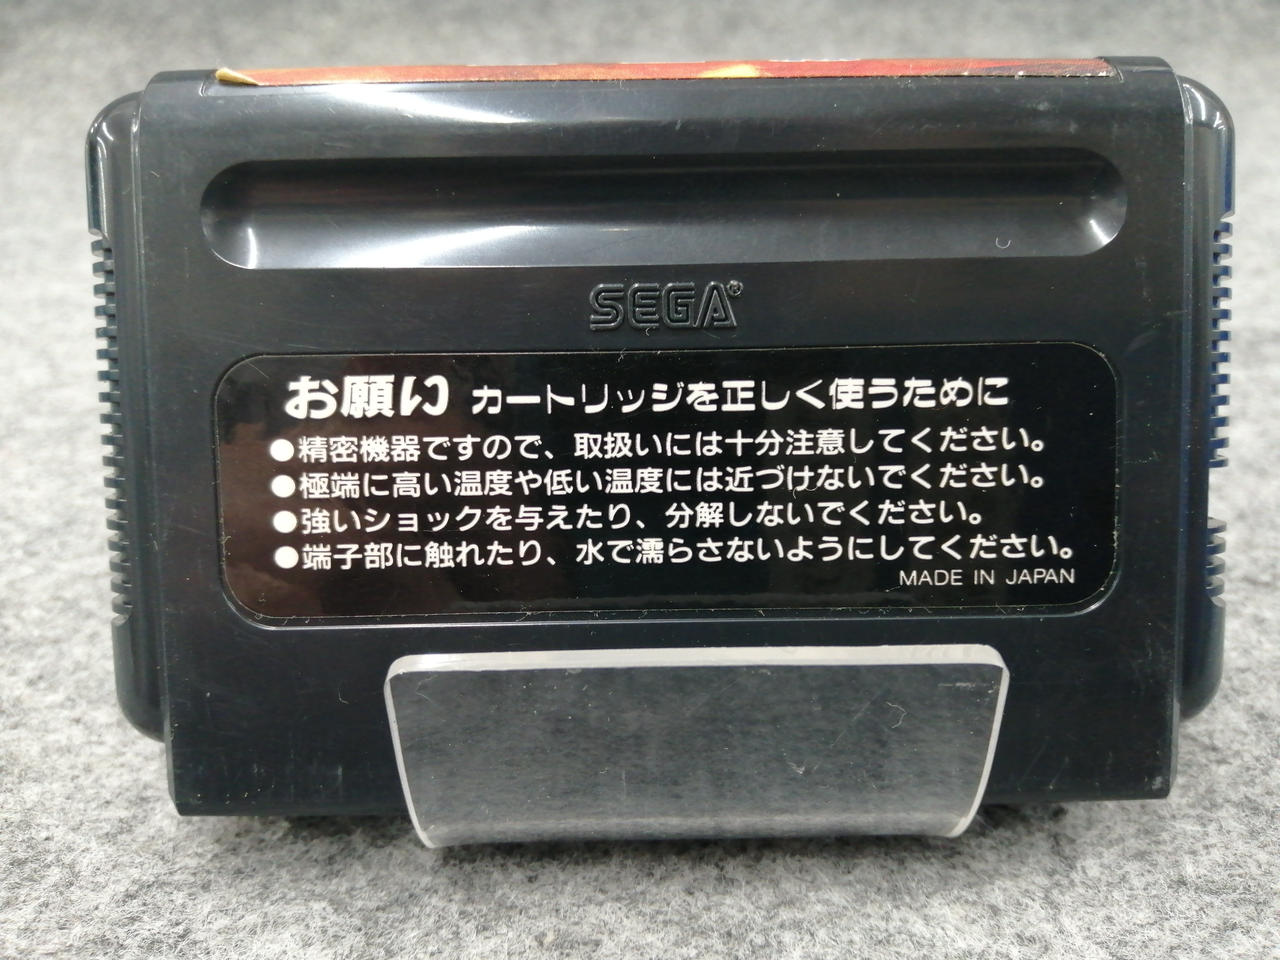 SEGA®
お願い カートリッジを正しく使うために
●精密機器ですので、取扱いには十分注意してください。
●極端に高い温度や低い温度には近づけないでください。
●強いショックを与えたり、分解しないでください。
●端子部に触れたり、水で濡らさないようにしてください。
MADE IN JAPAN